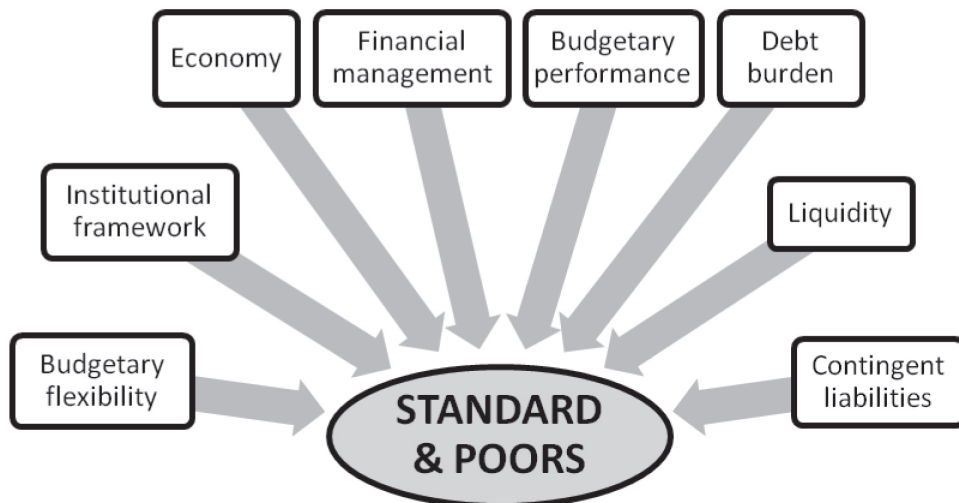 Economy
Financial
management
Budgetary
performance
Debt
burden
Institutional
framework
Liquidity
Budgetary
flexibility
Contingent
liabilities
STANDARD
& POORS